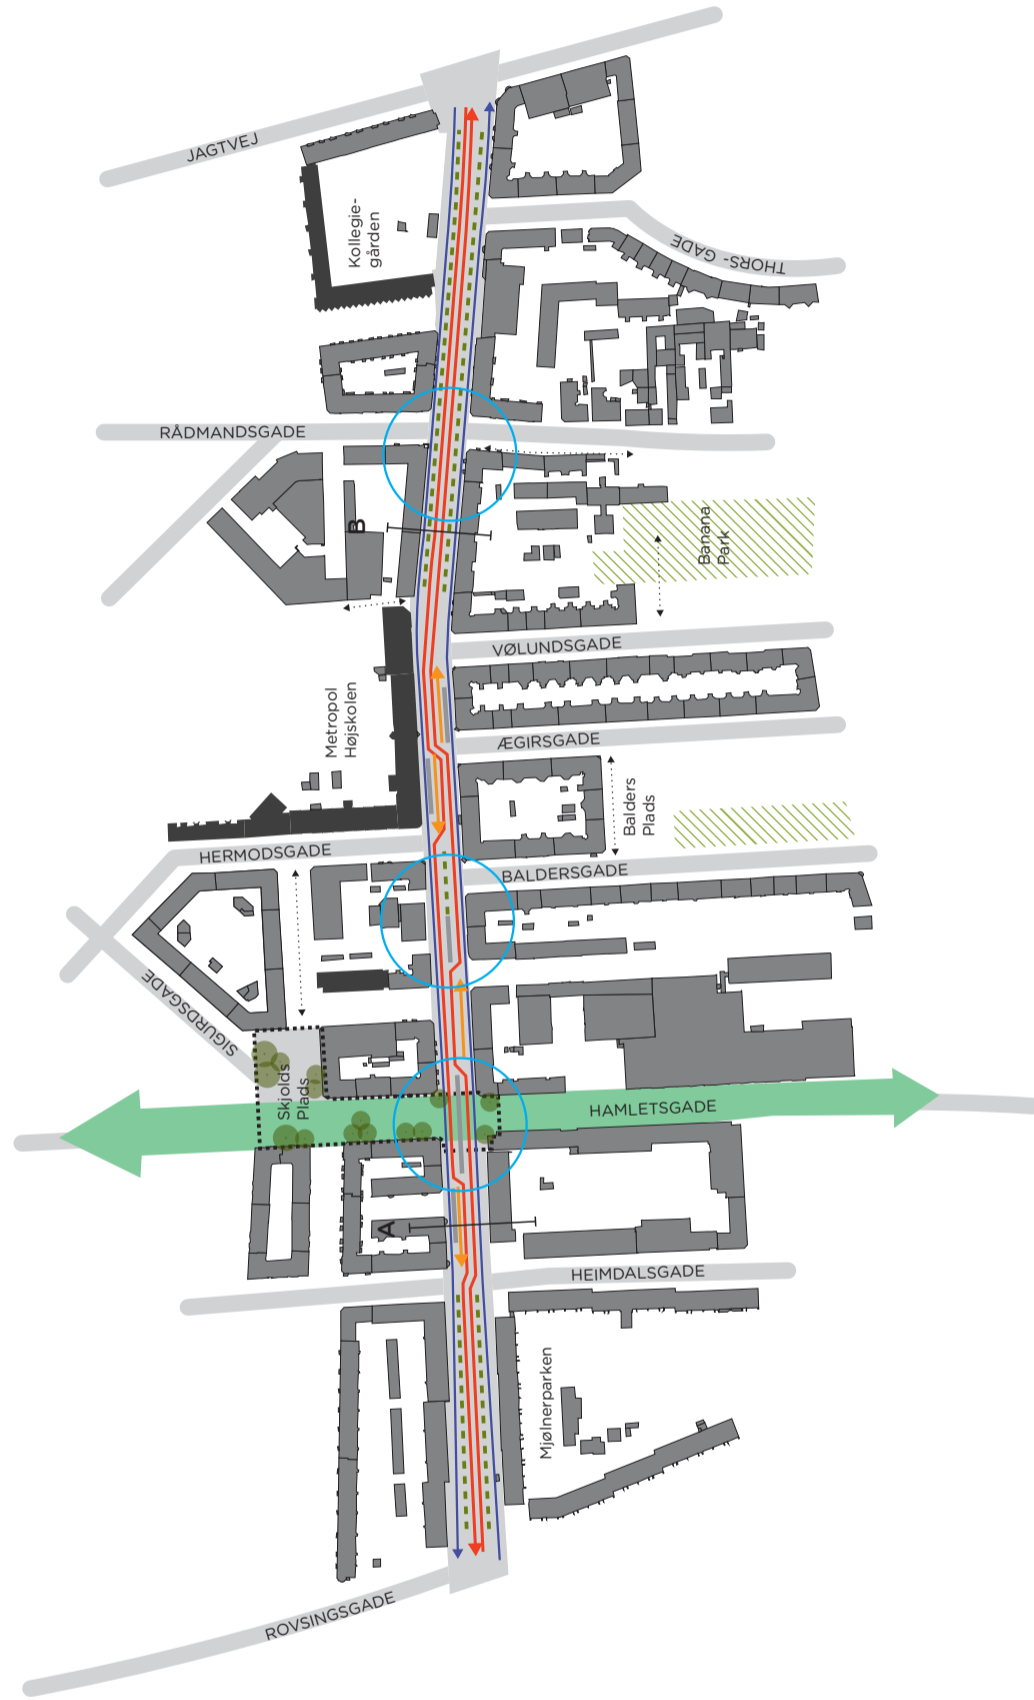 JAGTVEJ
Kollegie-
gården
THORS- GADE
RÅDMANDSGADE
B
Banana
Park
VØLUNDSGADE
Metropol
Højskolen
ÆGIRSGADE
Balders
Plads
HERMODSGADE
BALDERSGADE
SIGURDSGADE
Skjolds
Plads
HAMLETSGADE
A
HEIMDALSGADE
Mjølnerparken
ROVSINGSGADE